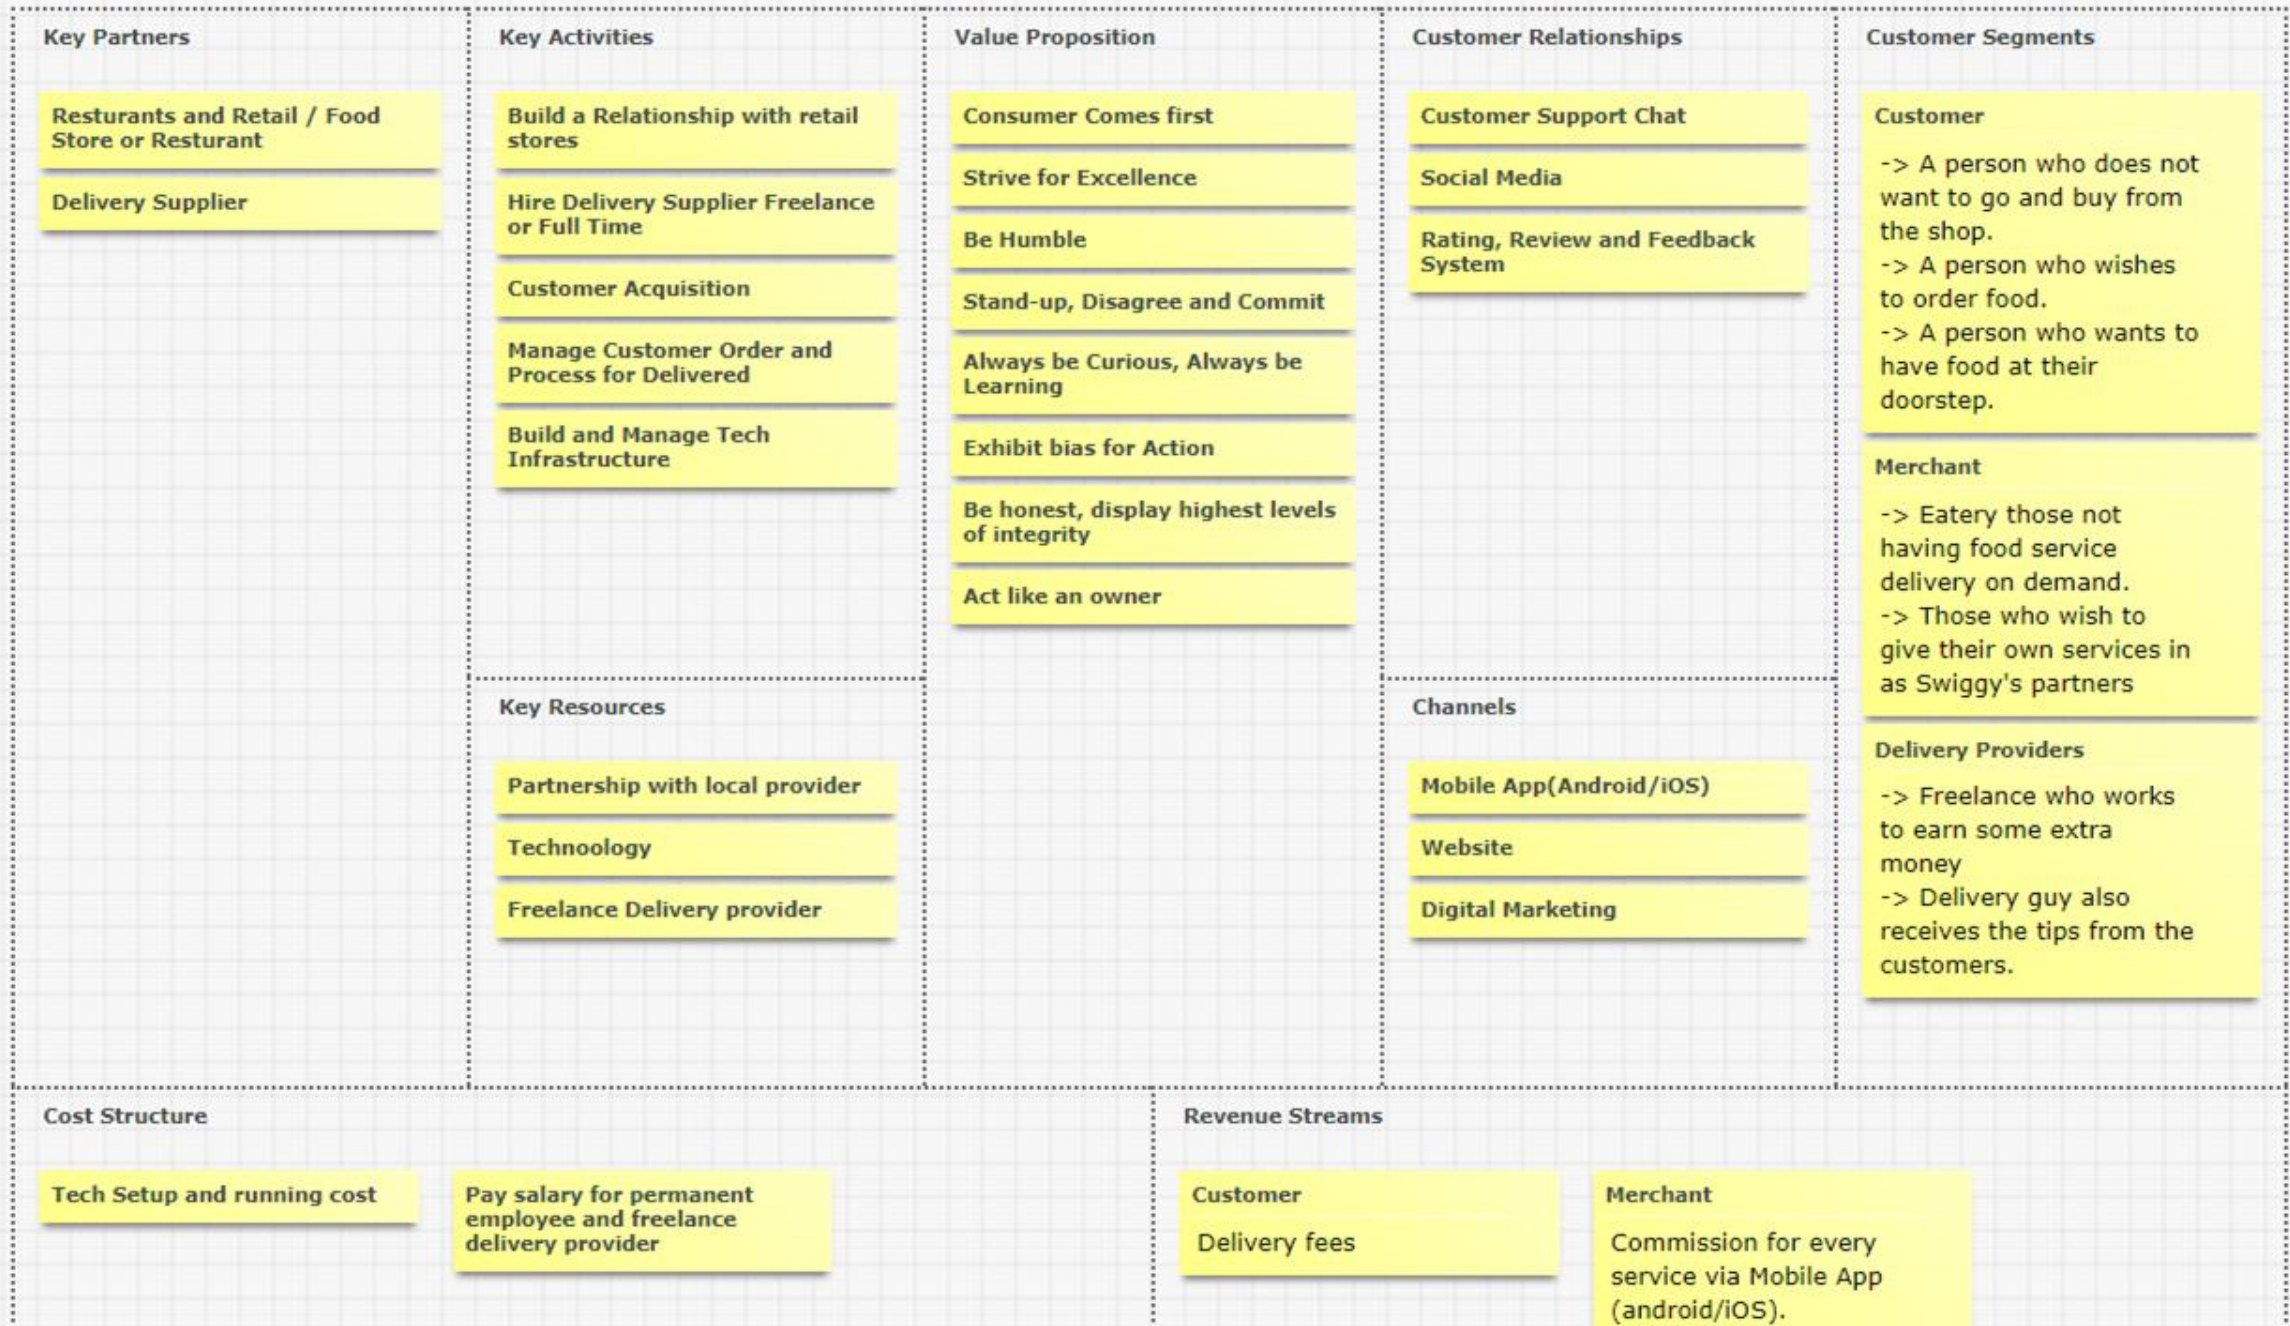 Key Partners
Resturants and Retail / Food
Store or Resturant
Delivery Supplier
Key Activities
Build a Relationship with retail
stores
Hire Delivery Supplier Freelance
or Full Time
Customer Acquisition
Manage Customer Order and
Process for Delivered
Build and Manage Tech
Infrastructure
Key Resources
Partnership with local provider
Technoology
Freelance Delivery provider
Value Proposition
Consumer Comes first
Strive for Excellence
Be Humble
Stand-up, Disagree and Commit
Always be Curious, Always be
Learning
Exhibit bias for Action
Be honest, display highest levels
of integrity
Act like an owner
Customer Relationships
Customer Support Chat
Social Media
Rating, Review and Feedback
System
Channels
Mobile App(Android/iOS)
Website
Digital Marketing
Customer Segments
Customer
-> A person who does not
want to go and buy from
the shop.
-> A person who wishes
to order food.
-> A person who wants to
have food at their
doorstep.
Merchant
-> Eatery those not
having food service
delivery on demand.
-> Those who wish to
give their own services in
as Swiggy's partners
Delivery Providers
-> Freelance who works
to earn some extra
money
-> Delivery guy also
receives the tips from the
customers.
Cost Structure
Tech Setup and running cost
Pay salary for permanent
employee and freelance
delivery provider
Revenue Streams
Customer
Delivery fees
Merchant
Commission for every
service via Mobile App
(android/iOS).